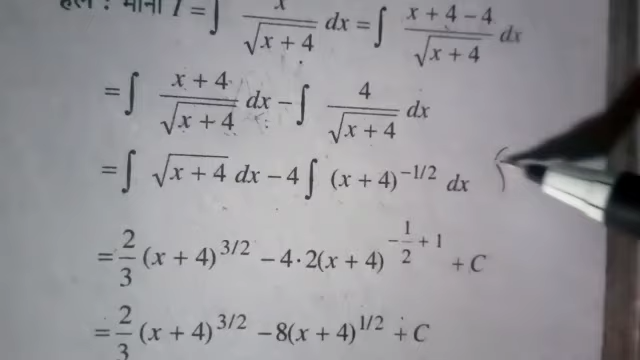 हल : माना I = ∫ x/√(x + 4) dx = ∫ (x + 4 − 4)/√(x + 4) dx
= ∫ (x + 4)/√(x + 4) dx − ∫ 4/√(x + 4) dx
= ∫ √(x + 4) dx − 4 ∫ (x + 4)^(−1/2) dx
= 2/3 (x + 4)^(3/2) − 4·2(x + 4)^(−1/2 + 1) + C
= 2/3 (x + 4)^(3/2) − 8(x + 4)^(1/2) + C